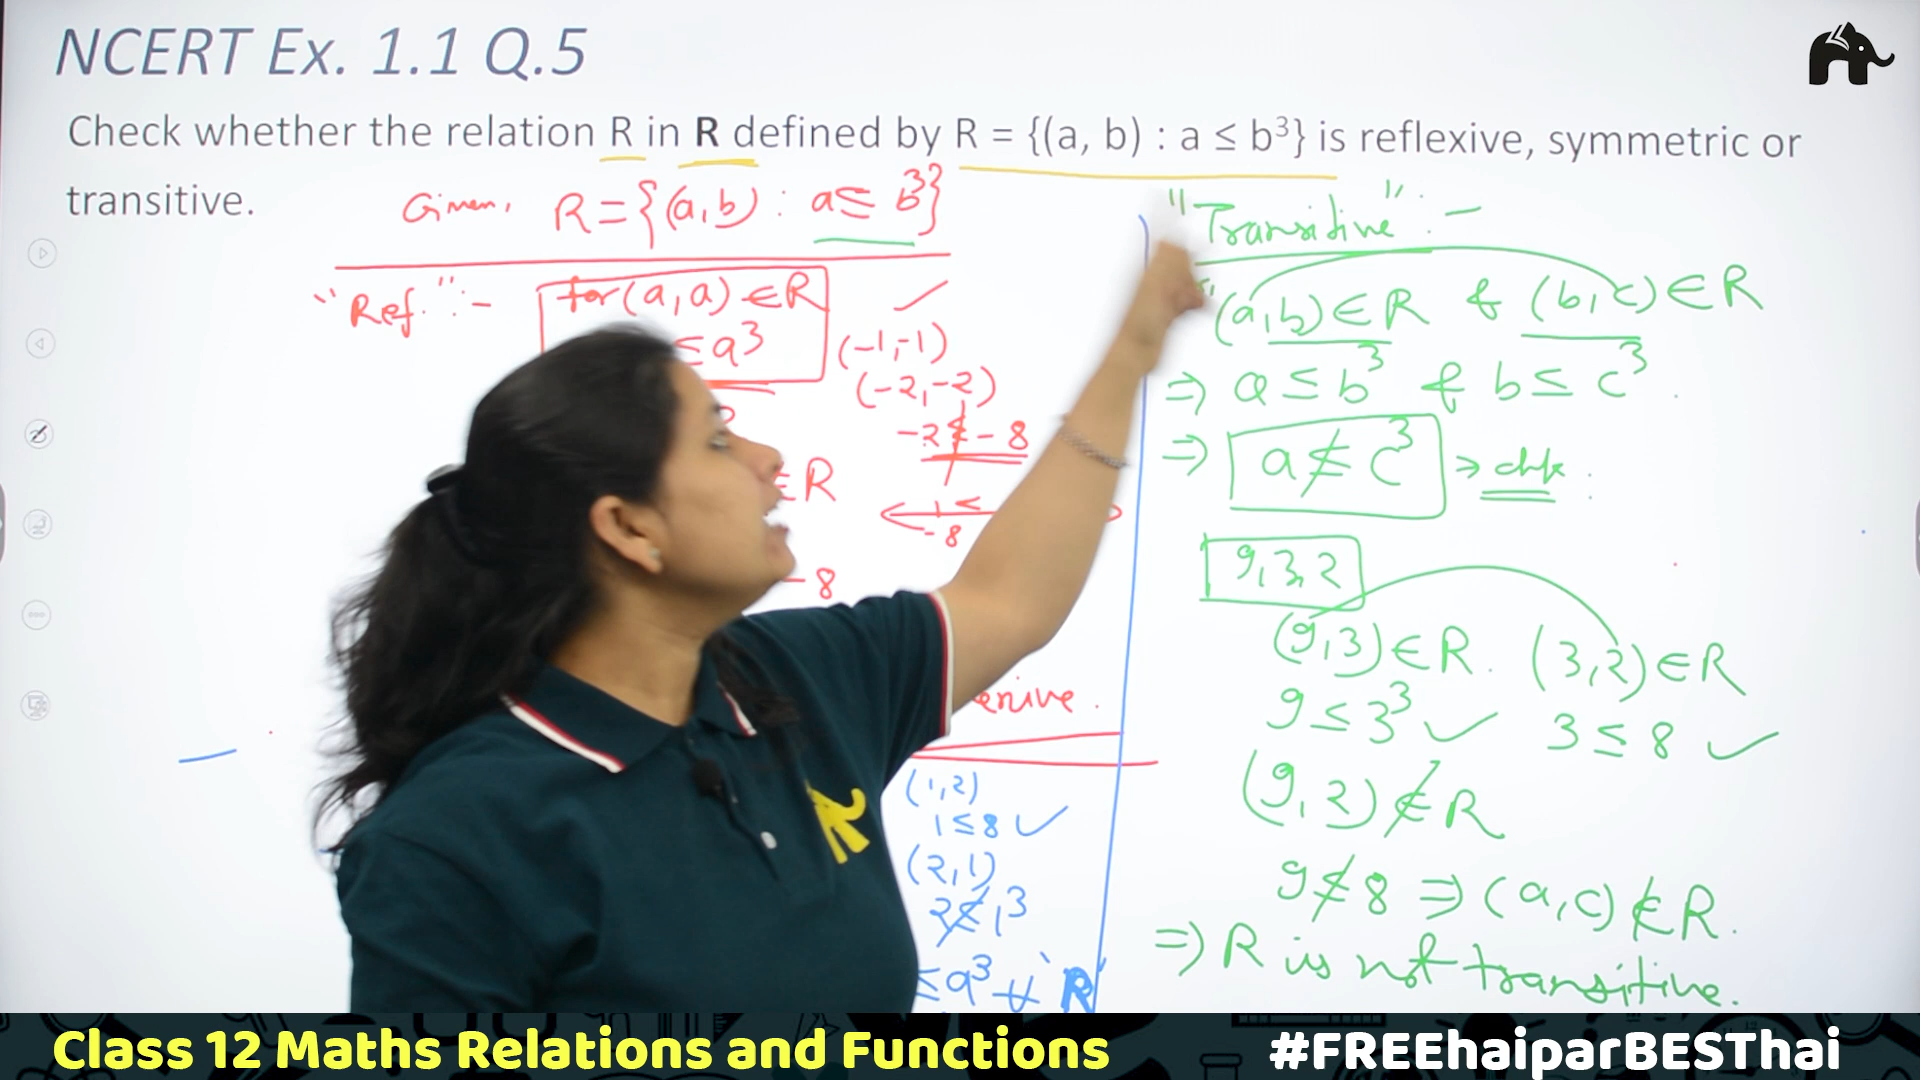 NCERT Ex. 1.1 Q.5
Check whether the relation R in R defined by R = {(a, b) : a ≤ b³} is reflexive, symmetric or
transitive.
Given, R = {(a,b) : a ≤ b³}
"Ref.":-
for (a,a) ∈ R ✓
≤ a³
(-1,-1)
(-2,-2)
-2 ≰ -8
∈ R
-8
-8
1≤8 ✓
(1,2)
(2,1)
2 ≰ 1³
≤ a³ ∀ 'R'
"Transitive":-
(a,b) ∈ R & (b,c) ∈ R
⇒ a ≤ b³ & b ≤ c³
⇒ a ≰ c³ →
9,3,2
(9,3) ∈ R. (3,2) ∈ R
9 ≤ 3³ ✓ 3 ≤ 8 ✓
(9,2) ∉ R
9 ≰ 8 ⇒ (a,c) ∉ R.
⇒ R is not transitive.
Class 12 Maths Relations and Functions
#FREEhaiparBESThai